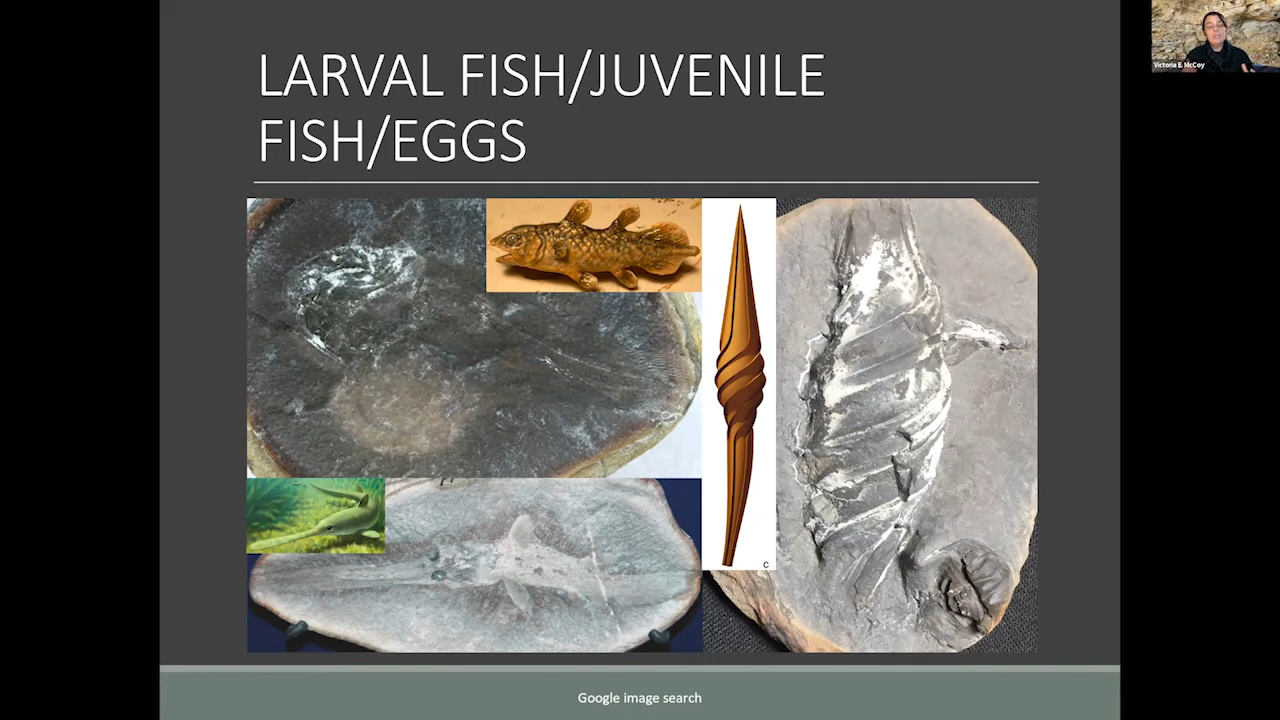 LARVAL FISH/JUVENILE
FISH/EGGS
Victoria E. McCoy
C
Google image search